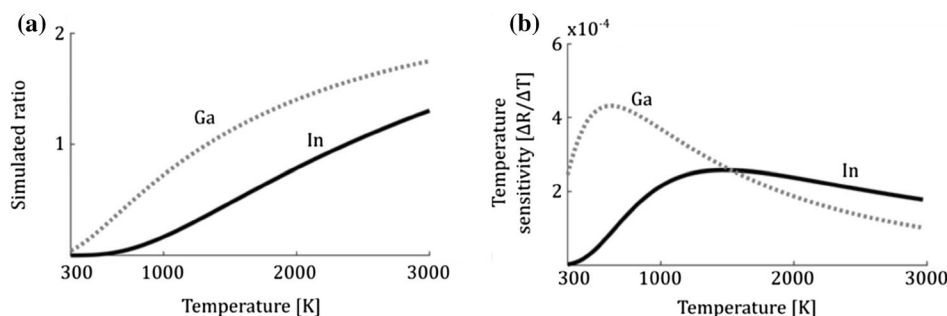 (a)
2
1
Simulated ratio
Ga
In
300 1000 2000 3000
Temperature [K]
(b)
x10-4
6
4
2
Temperature
sensitivity [ΔR/ΔT]
Ga
In
300 1000 2000 3000
Temperature [K]